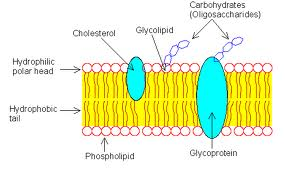 Carbohydrates
(Oligosaccharides)
Glycolipid
Cholesterol
Hydrophilic
polar head
Hydrophobic
tail
Phospholipid
Glycoprotein